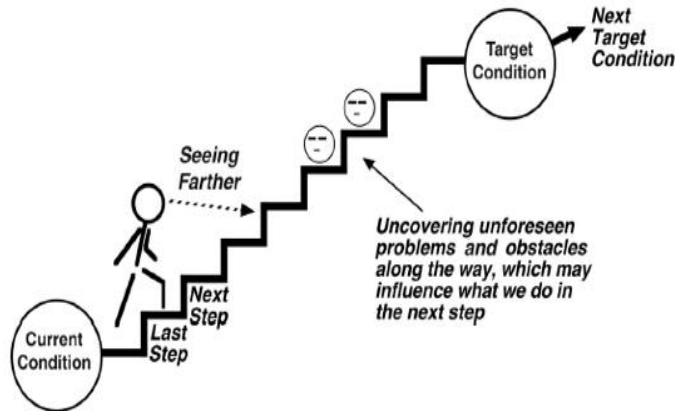 Next
Target
Condition
Target
Condition
Seeing
Farther
Uncovering unforeseen
problems and obstacles
along the way, which may
influence what we do in
the next step
Next
Step
Last
Step
Current
Condition